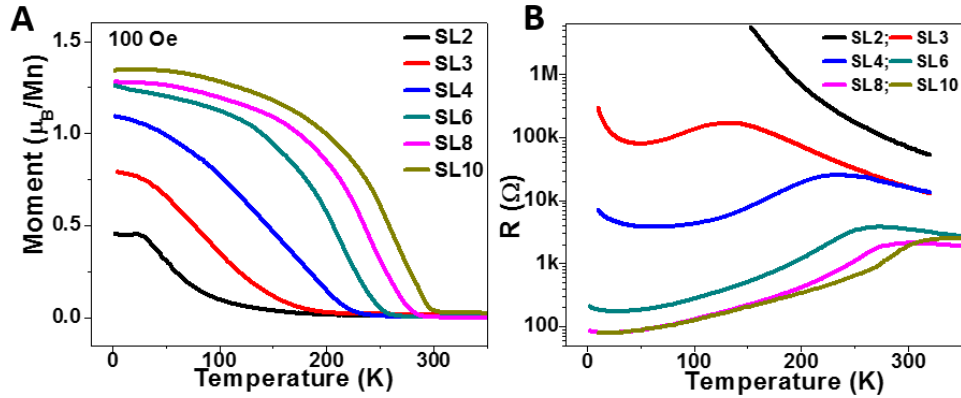 A
100 Oe
SL2
SL3
SL4
SL6
SL8
SL10
1.5
1.0
0.5
0.0
Moment (μB/Mn)
0
100
200
300
Temperature (K)
B
SL2; SL3
SL4; SL6
SL8; SL10
1M
100k
10k
1k
100
R (Ω)
0
100
200
300
Temperature (K)